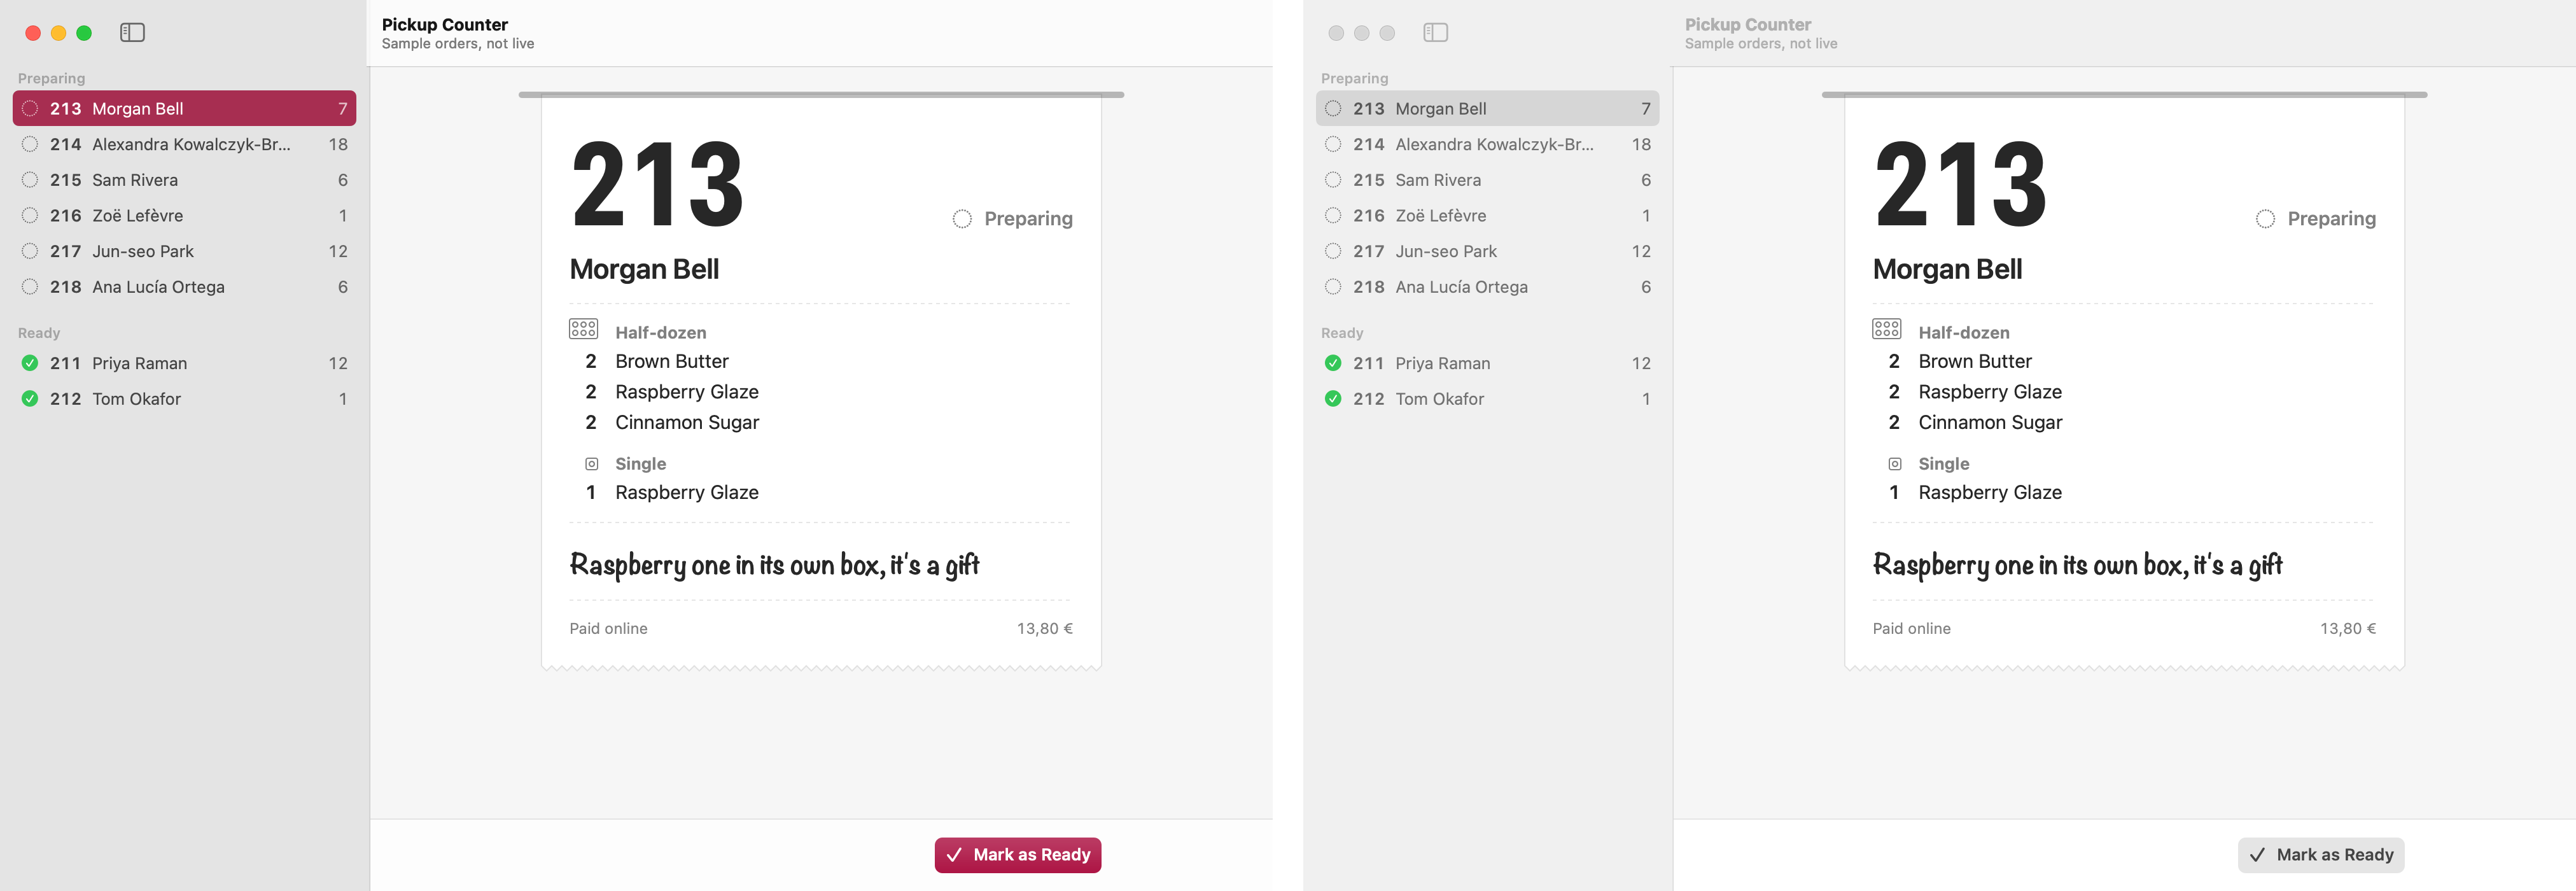 Pickup Counter
Sample orders, not live
Preparing
213 Morgan Bell 7
214 Alexandra Kowalczyk-Br... 18
215 Sam Rivera 6
216 Zoë Lefèvre 1
217 Jun-seo Park 12
218 Ana Lucía Ortega 6
Ready
211 Priya Raman 12
212 Tom Okafor 1
213
Preparing
Morgan Bell
Half-dozen
2 Brown Butter
2 Raspberry Glaze
2 Cinnamon Sugar
Single
1 Raspberry Glaze
Raspberry one in its own box, it's a gift
Paid online 13,80 €
Mark as Ready
Pickup Counter
Sample orders, not live
Preparing
213 Morgan Bell 7
214 Alexandra Kowalczyk-Br... 18
215 Sam Rivera 6
216 Zoë Lefèvre 1
217 Jun-seo Park 12
218 Ana Lucía Ortega 6
Ready
211 Priya Raman 12
212 Tom Okafor 1
213
Preparing
Morgan Bell
Half-dozen
2 Brown Butter
2 Raspberry Glaze
2 Cinnamon Sugar
Single
1 Raspberry Glaze
Raspberry one in its own box, it's a gift
Paid online 13,80 €
Mark as Ready